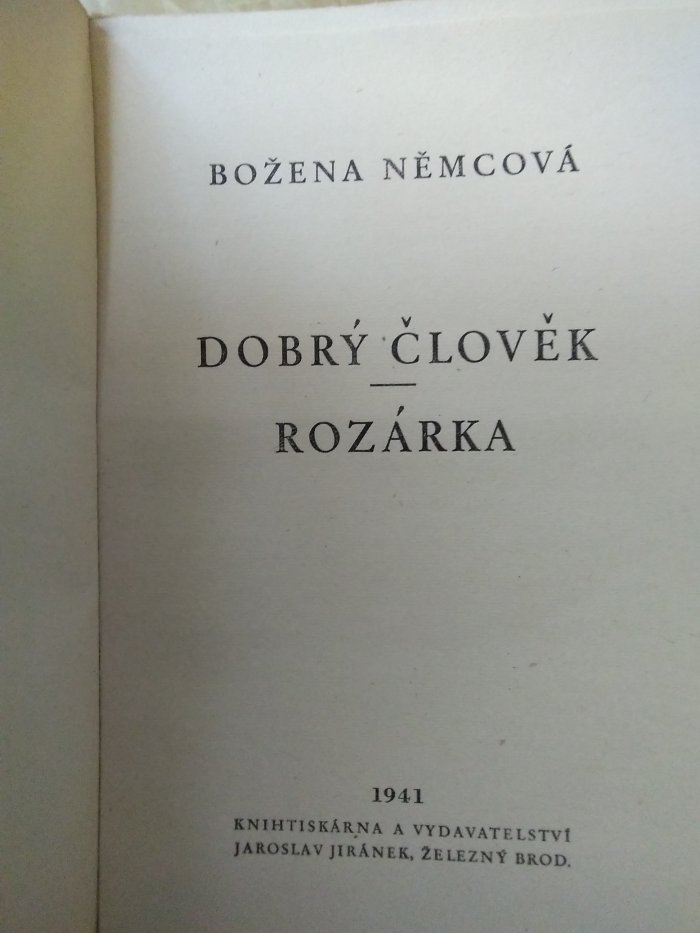 BOŽENA NĚMCOVÁ
DOBRÝ ČLOVĚK
ROZÁRKA
1941
KNIHTISKÁRNA A VYDAVATELSTVÍ
JAROSLAV JIRÁNEK, ŽELEZNÝ BROD.